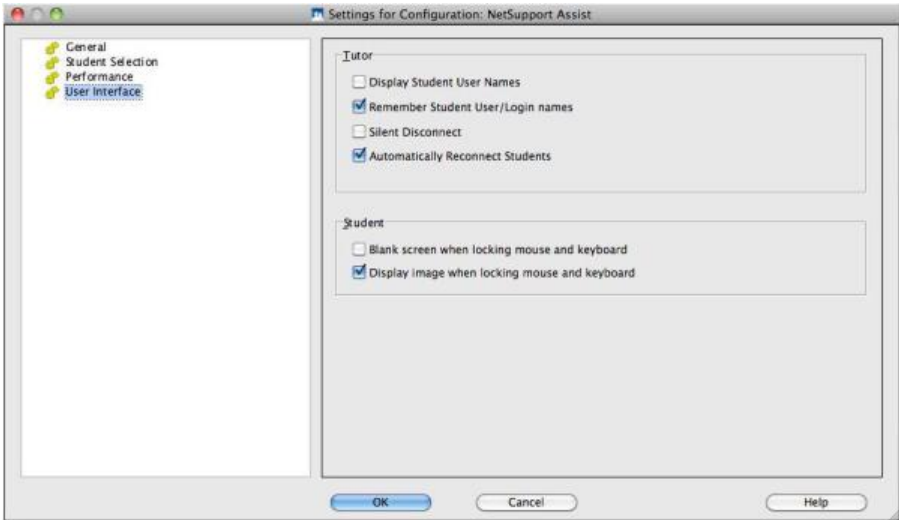 Settings for Configuration: NetSupport Assist
General
Student Selection
Performance
User Interface
Tutor
Display Student User Names
Remember Student User/Login names
Silent Disconnect
Automatically Reconnect Students
Student
Blank screen when locking mouse and keyboard
Display image when locking mouse and keyboard
OK Cancel Help